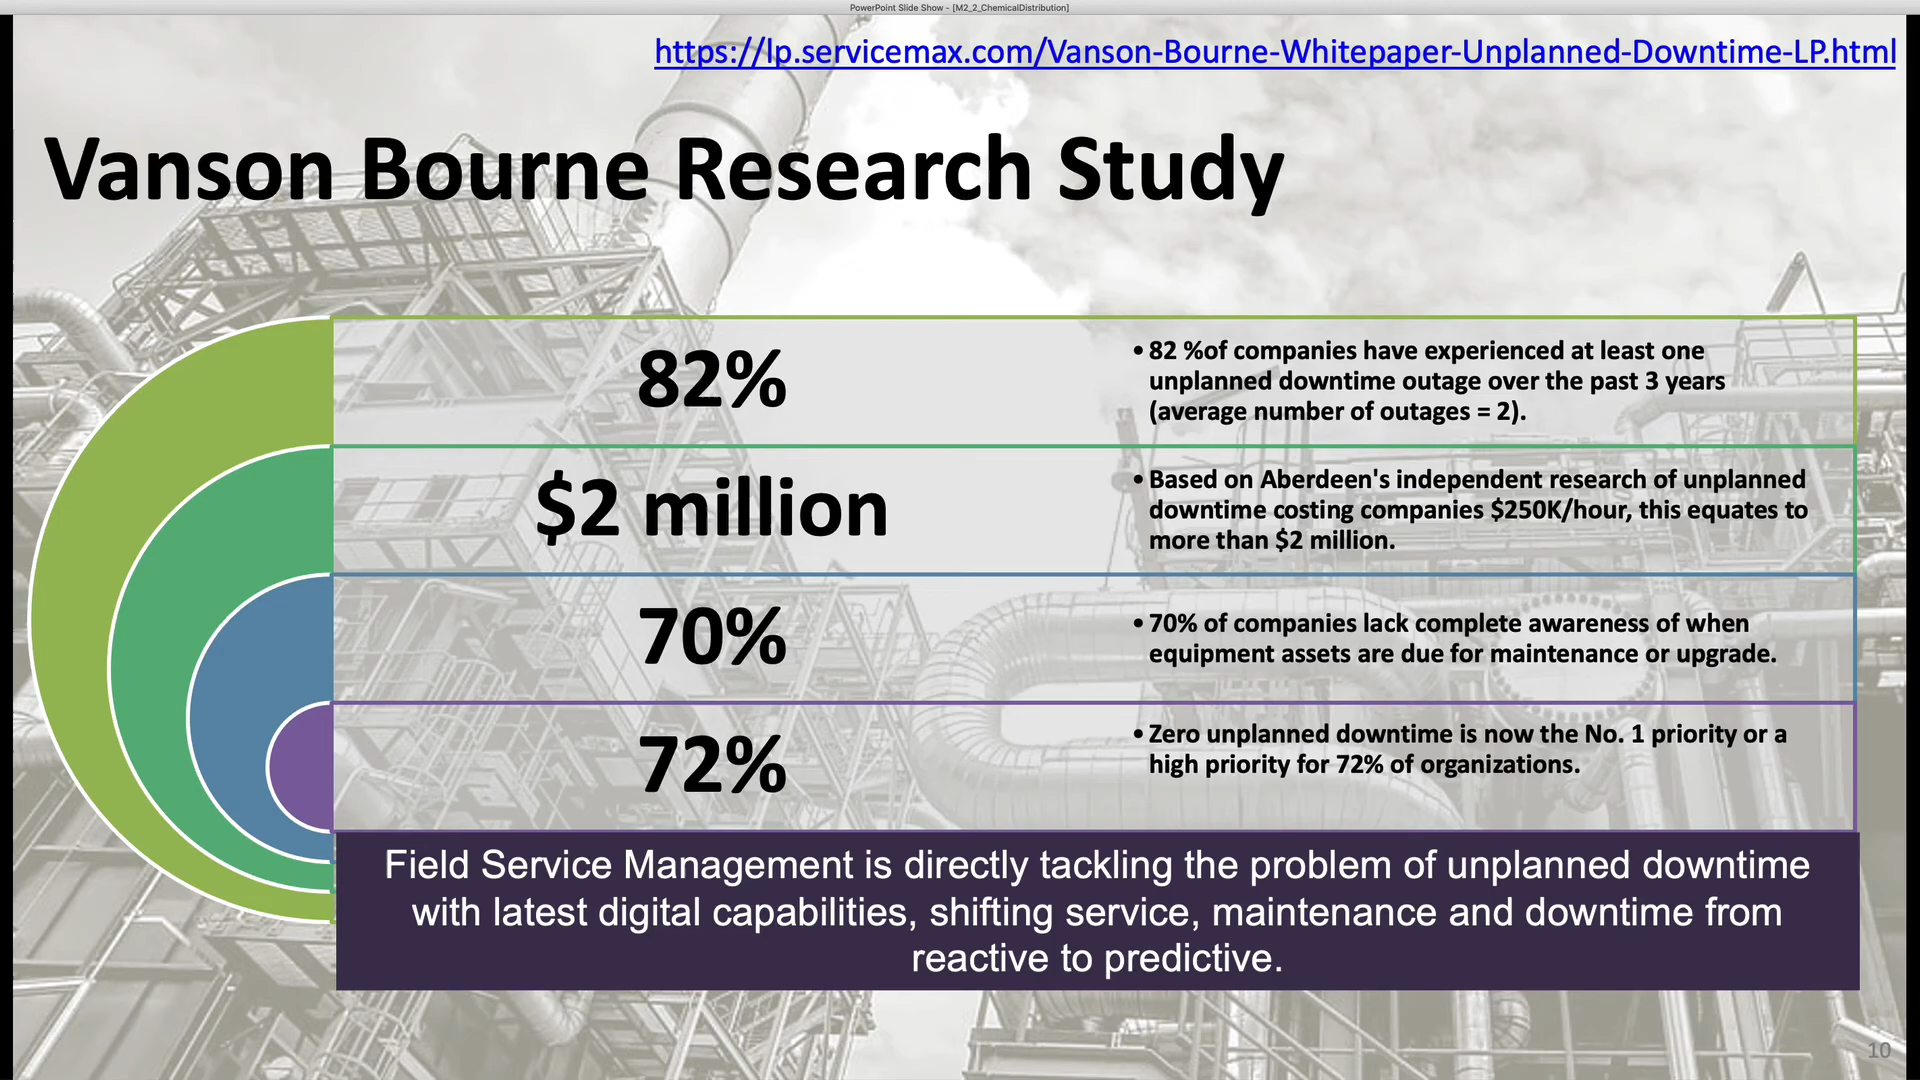 PowerPoint Slide Show - [M2_2_ChemicalDistribution]
https://lp.servicemax.com/Vanson-Bourne-Whitepaper-Unplanned-Downtime-LP.html
Vanson Bourne Research Study
82%
• 82 %of companies have experienced at least one
unplanned downtime outage over the past 3 years
(average number of outages = 2).
$2 million
• Based on Aberdeen's independent research of unplanned
downtime costing companies $250K/hour, this equates to
more than $2 million.
70%
• 70% of companies lack complete awareness of when
equipment assets are due for maintenance or upgrade.
72%
• Zero unplanned downtime is now the No. 1 priority or a
high priority for 72% of organizations.
Field Service Management is directly tackling the problem of unplanned downtime
with latest digital capabilities, shifting service, maintenance and downtime from
reactive to predictive.
10